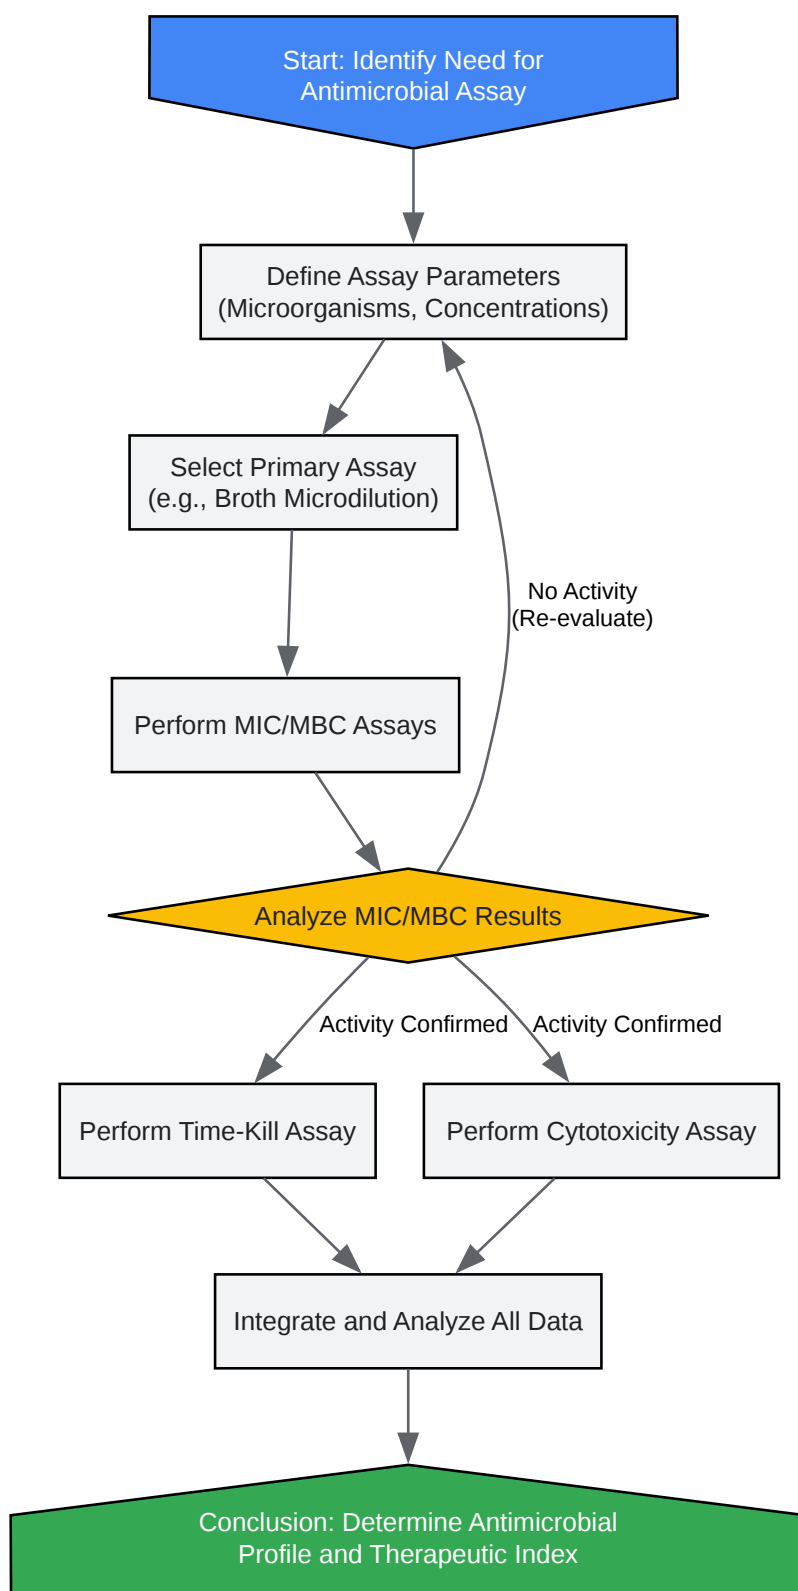 Start: Identify Need for
Antimicrobial Assay
Define Assay Parameters
(Microorganisms, Concentrations)
Select Primary Assay
(e.g., Broth Microdilution)
No Activity
(Re-evaluate)
Perform MIC/MBC Assays
Analyze MIC/MBC Results
Activity Confirmed
Activity Confirmed
Perform Time-Kill Assay
Perform Cytotoxicity Assay
Integrate and Analyze All Data
Conclusion: Determine Antimicrobial
Profile and Therapeutic Index